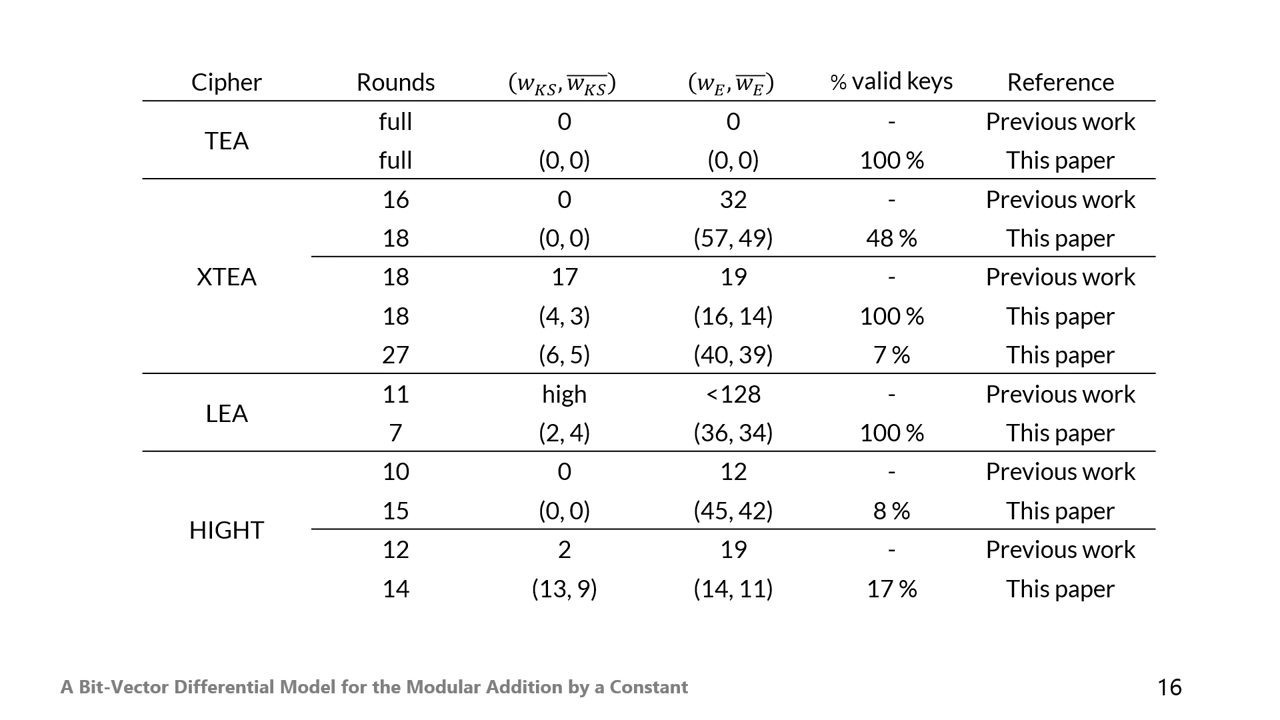 Cipher Rounds (w_KS, \overline{w_KS}) (w_E, \overline{w_E}) % valid keys Reference
TEA
full 0 0 - Previous work
full (0, 0) (0, 0) 100 % This paper
XTEA
16 0 32 - Previous work
18 (0, 0) (57, 49) 48 % This paper
18 17 19 - Previous work
18 (4, 3) (16, 14) 100 % This paper
27 (6, 5) (40, 39) 7 % This paper
LEA
11 high <128 - Previous work
7 (2, 4) (36, 34) 100 % This paper
HIGHT
10 0 12 - Previous work
15 (0, 0) (45, 42) 8 % This paper
12 2 19 - Previous work
14 (13, 9) (14, 11) 17 % This paper
A Bit-Vector Differential Model for the Modular Addition by a Constant 16